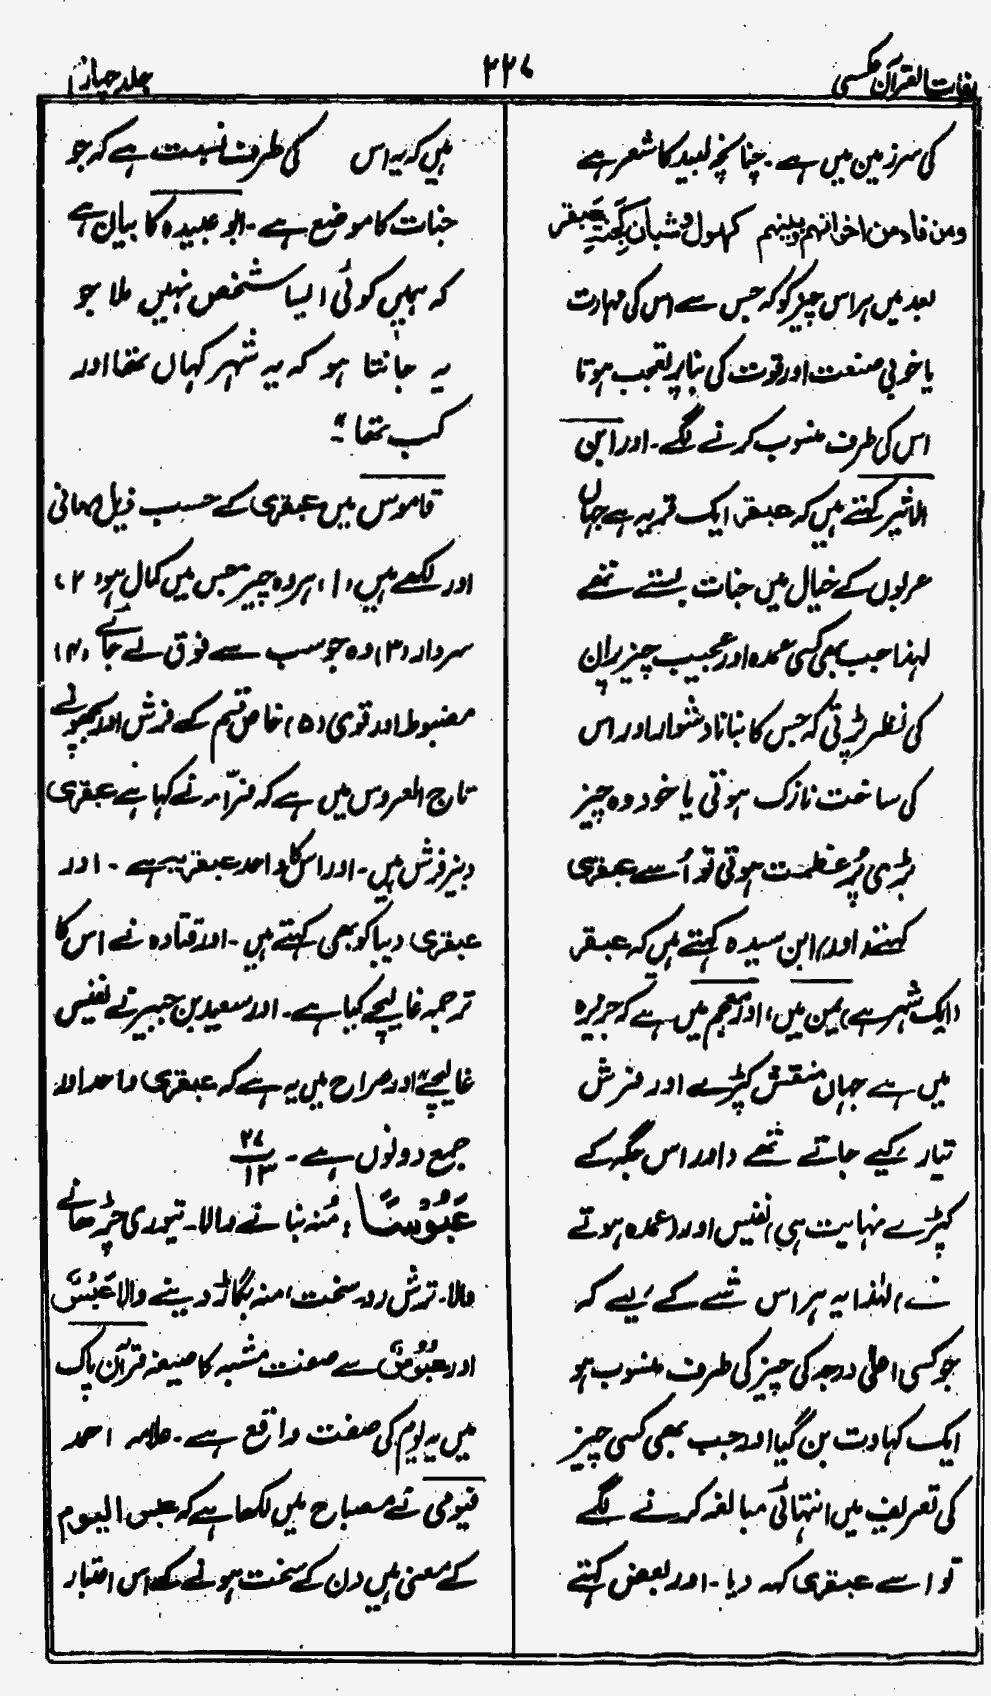 لغات القرآن عکسی
۲۲۷
جلد چہارم
کی سرزمین میں ہے۔ چنانچہ لبید کا شعر ہے
ومن فاد من اخوانهم وبنيهم کهول وشبان کجنة عبقر
بعد میں ہر اس چیز کو کہ جس سے اس کی مہارت
یا خوبی صنعت اور قوت کی بنا پر تعجب ہوتا
اس کی طرف منسوب کرنے لگے۔ اور ابن
الاثیر کہتے ہیں کہ عبقر ایک قریہ ہے جہاں
عربوں کے خیال میں جنات بستے تھے
لہذا جب بھی کسی عمدہ اور عجیب چیز پر ان
کی نظر پڑتی کہ جس کا بنانا دشوار اور اس
کی ساخت نازک ہوتی یا خود وہ چیز
بڑی پُر عظمت ہوتی تو اُسے عبقری
کہتے، اور ابن سیدہ کہتے ہیں کہ عبقر
(ایک شہر ہے) یمن میں، اور معجم میں ہے کہ جزیرہ
میں ہے جہاں منقش کپڑے اور فرش
تیار کیے جاتے تھے (اور اس جگہ کے
کپڑے نہایت ہی) نفیس اور (عمدہ ہوتے
تھے) لہٰذا یہ ہر اس شے کے لیے کہ
جو کسی اعلیٰ درجہ کی چیز کی طرف منسوب ہو
ایک کہاوت بن گیا اور جب بھی کسی چیز
کی تعریف میں انتہائی مبالغہ کرنے لگے
تو اسے عبقری کہہ دیا۔ اور بعض کہتے
ہیں کہ یہ اس کی طرف نسبت ہے کہ جو
جنات کا موضع ہے۔ ابو عبیدہ کا بیان ہے
کہ ہمیں کوئی ایسا شخص نہیں ملا جو
یہ جانتا ہو کہ یہ شہر کہاں تھا اور
کب تھا"۔
قاموس میں عبقری کے حسب ذیل معانی
اور لکھے ہیں (۱) ہر وہ چیز جس میں کمال ہو (۲)
سردار (۳) وہ جو سب سے فوق لے جائے (۴)
مضبوط اور قوی (۵) خاص قسم کے فرش اور بچھونے
تاج العروس میں ہے کہ فرّاء نے کہا ہے عبقری
دبیز فرش ہیں۔ اور اس کا واحد عبقریہ ہے۔ اور
عبقری دیبا کو بھی کہتے ہیں۔ اور قتادہ نے اس کا
ترجمہ غالیچے کیا ہے۔ اور سعید بن جبیر نے نفیس
غالیچے" اور صراح میں یہ ہے کہ عبقری واحد اور
جمع دونوں ہے۔ ۲۷/۱۳
عَبُوْسًا: مُنہ بنانے والا۔ تیوری چڑھانے
والا۔ ترش رو، سخت، منہ بگاڑ دینے والا عَبْسٌ
اور عُبُوْسٌ سے صفت مشبہ کا صیغہ قرآن پاک
میں یہ یوم کی صفت واقع ہے۔ علامہ احمد
فیومی نے مصباح میں لکھا ہے کہ عبس الیوم
کے معنی ہیں دن کے سخت ہونے کے اس اعتبار